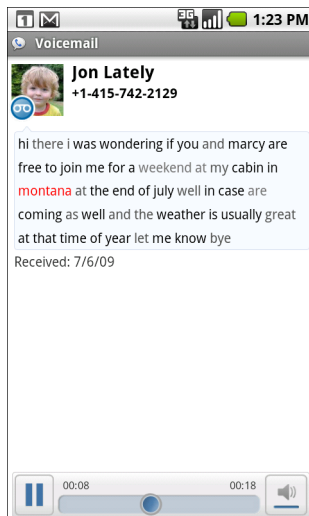 1
3G
1:23 PM
Voicemail
Jon Lately
+1-415-742-2129
hi there i was wondering if you and marcy are
free to join me for a weekend at my cabin in
montana at the end of july well in case are
coming as well and the weather is usually great
at that time of year let me know bye
Received: 7/6/09
00:08 00:18